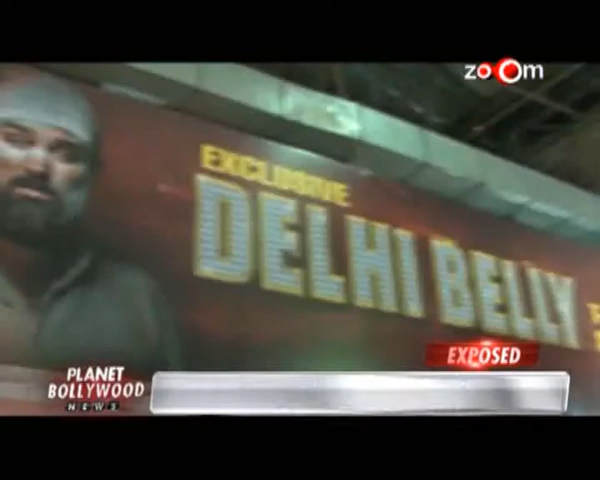 zoom
EXCLUSIVE
DELHI BELLY
EXPOSED
PLANET
BOLLYWOOD
NEWS